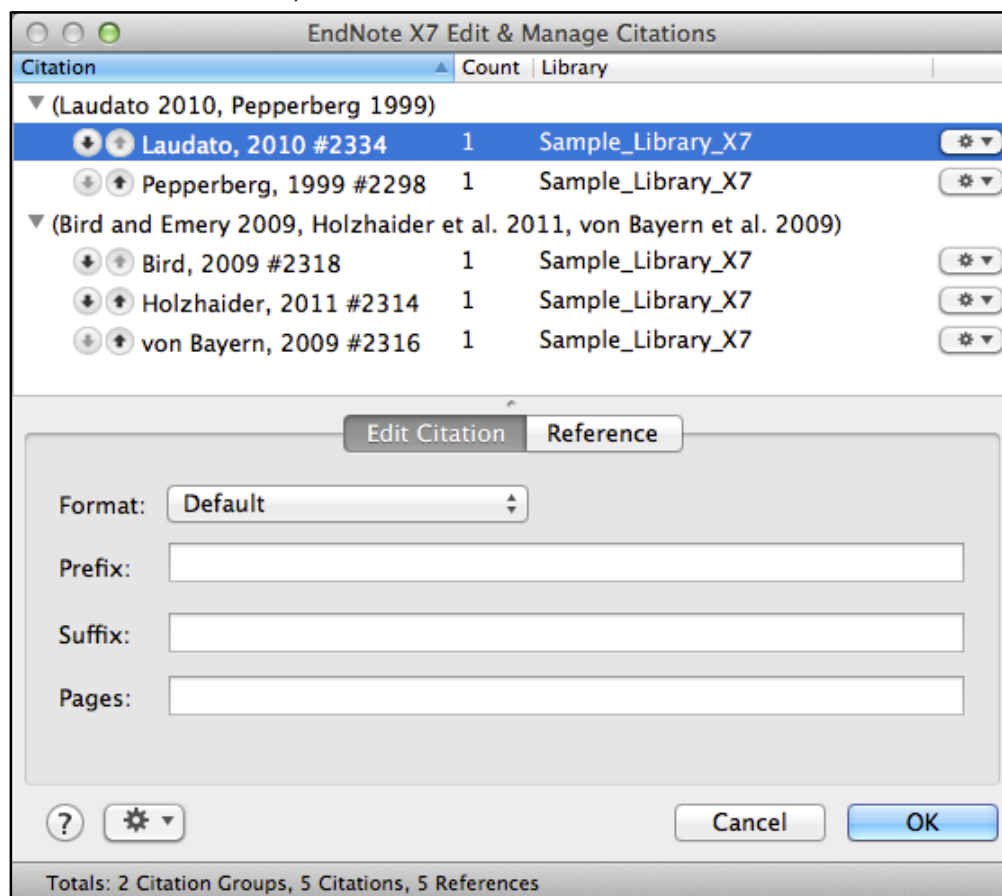 EndNote X7 Edit & Manage Citations
Citation Count Library
(Laudato 2010, Pepperberg 1999)
Laudato, 2010 #2334 1 Sample_Library_X7
Pepperberg, 1999 #2298 1 Sample_Library_X7
(Bird and Emery 2009, Holzhaider et al. 2011, von Bayern et al. 2009)
Bird, 2009 #2318 1 Sample_Library_X7
Holzhaider, 2011 #2314 1 Sample_Library_X7
von Bayern, 2009 #2316 1 Sample_Library_X7
Edit Citation Reference
Format: Default
Prefix:
Suffix:
Pages:
? Cancel OK
Totals: 2 Citation Groups, 5 Citations, 5 References